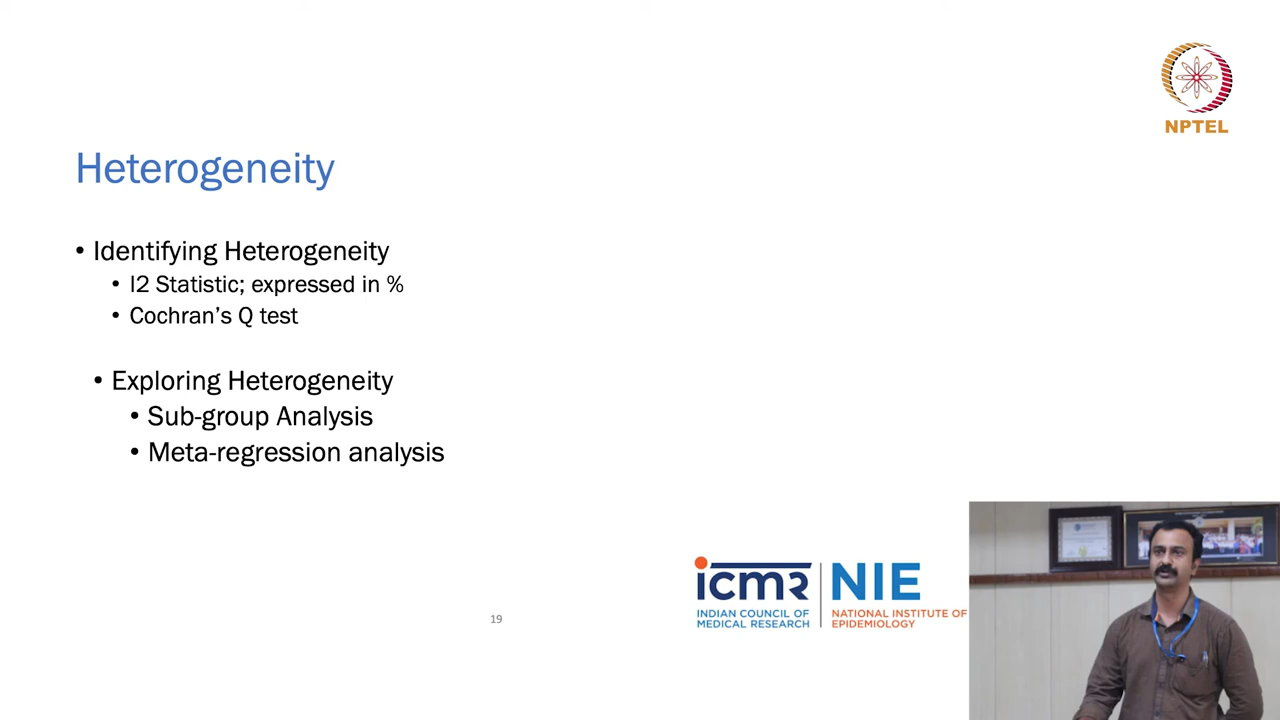 NPTEL
Heterogeneity
• Identifying Heterogeneity
• I2 Statistic; expressed in %
• Cochran's Q test
• Exploring Heterogeneity
• Sub-group Analysis
• Meta-regression analysis
icmr NIE
INDIAN COUNCIL OF
MEDICAL RESEARCH
NATIONAL INSTITUTE OF
EPIDEMIOLOGY
19